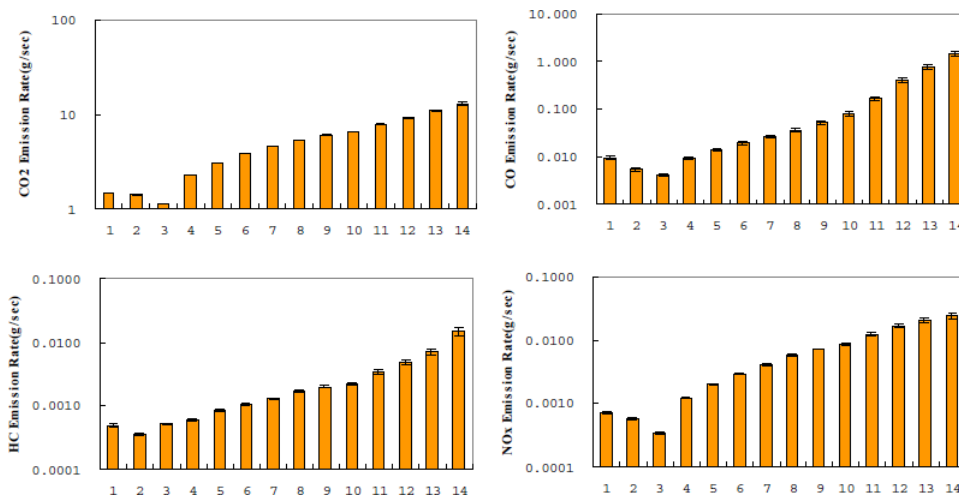 CO2 Emission Rate(g/sec)
100
10
1
1 2 3 4 5 6 7 8 9 10 11 12 13 14
CO Emission Rate(g/sec)
10.000
1.000
0.100
0.010
0.001
1 2 3 4 5 6 7 8 9 10 11 12 13 14
HC Emission Rate(g/sec)
0.1000
0.0100
0.0010
0.0001
1 2 3 4 5 6 7 8 9 10 11 12 13 14
NOx Emission Rate(g/sec)
0.1000
0.0100
0.0010
0.0001
1 2 3 4 5 6 7 8 9 10 11 12 13 14